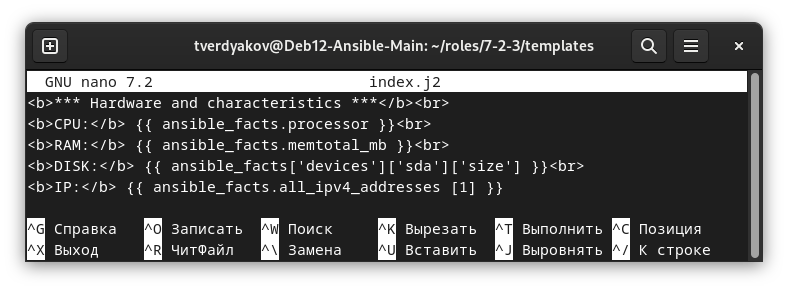 tverdyakov@Deb12-Ansible-Main: ~/roles/7-2-3/templates
GNU nano 7.2 index.j2
<b>*** Hardware and characteristics ***</b><br>
<b>CPU:</b> {{ ansible_facts.processor }}<br>
<b>RAM:</b> {{ ansible_facts.memtotal_mb }}<br>
<b>DISK:</b> {{ ansible_facts['devices']['sda']['size'] }}<br>
<b>IP:</b> {{ ansible_facts.all_ipv4_addresses [1] }}
^G Справка ^O Записать ^W Поиск ^K Вырезать ^T Выполнить ^C Позиция
^X Выход ^R ЧитФайл ^\ Замена ^U Вставить ^J Выровнять ^/ К строке